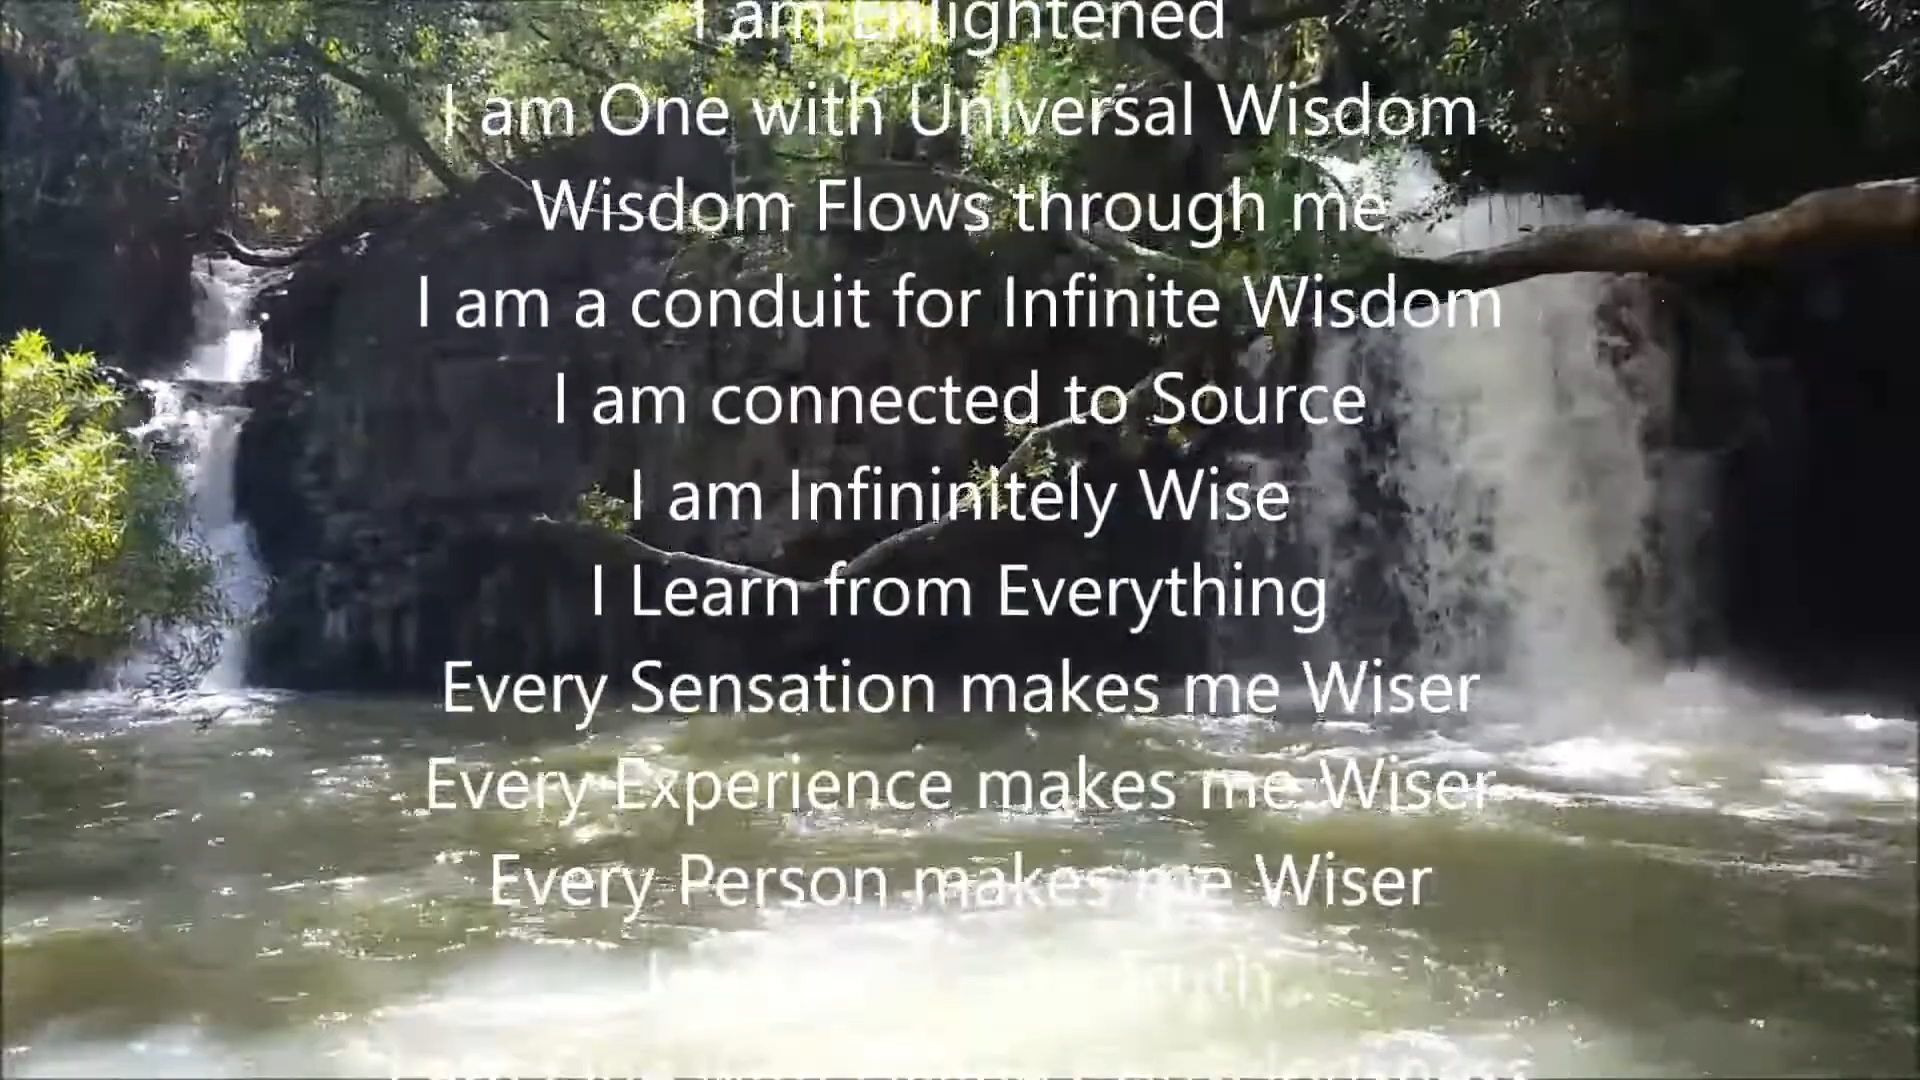 I am Enlightened
I am One with Universal Wisdom
Wisdom Flows through me
I am a conduit for Infinite Wisdom
I am connected to Source
I am Infininitely Wise
I Learn from Everything
Every Sensation makes me Wiser
Every Experience makes me Wiser
Every Person makes me Wiser